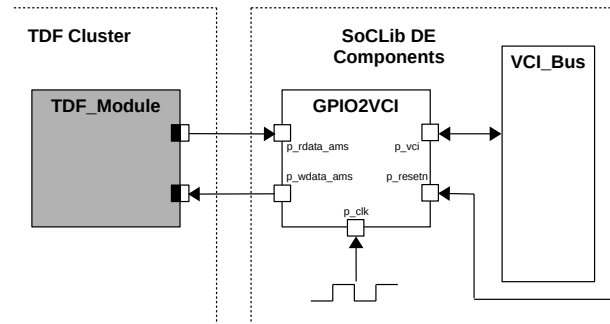 TDF Cluster
SoCLib DE
Components
TDF_Module
GPIO2VCI
VCI_Bus
p_rdata_ams
p_vci
p_wdata_ams
p_resetn
p_clk